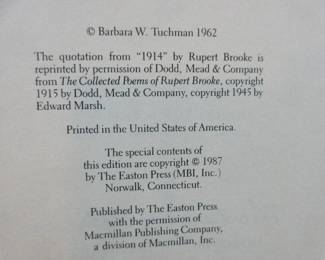 © Barbara W. Tuchman 1962
The quotation from "1914" by Rupert Brooke is
reprinted by permission of Dodd, Mead & Company
from The Collected Poems of Rupert Brooke, copyright
1915 by Dodd, Mead & Company, copyright 1945 by
Edward Marsh.
Printed in the United States of America.
The special contents of
this edition are copyright © 1987
by The Easton Press (MBI, Inc.)
Norwalk, Connecticut.
Published by The Easton Press
with the permission of
Macmillan Publishing Company,
a division of Macmillan, Inc.